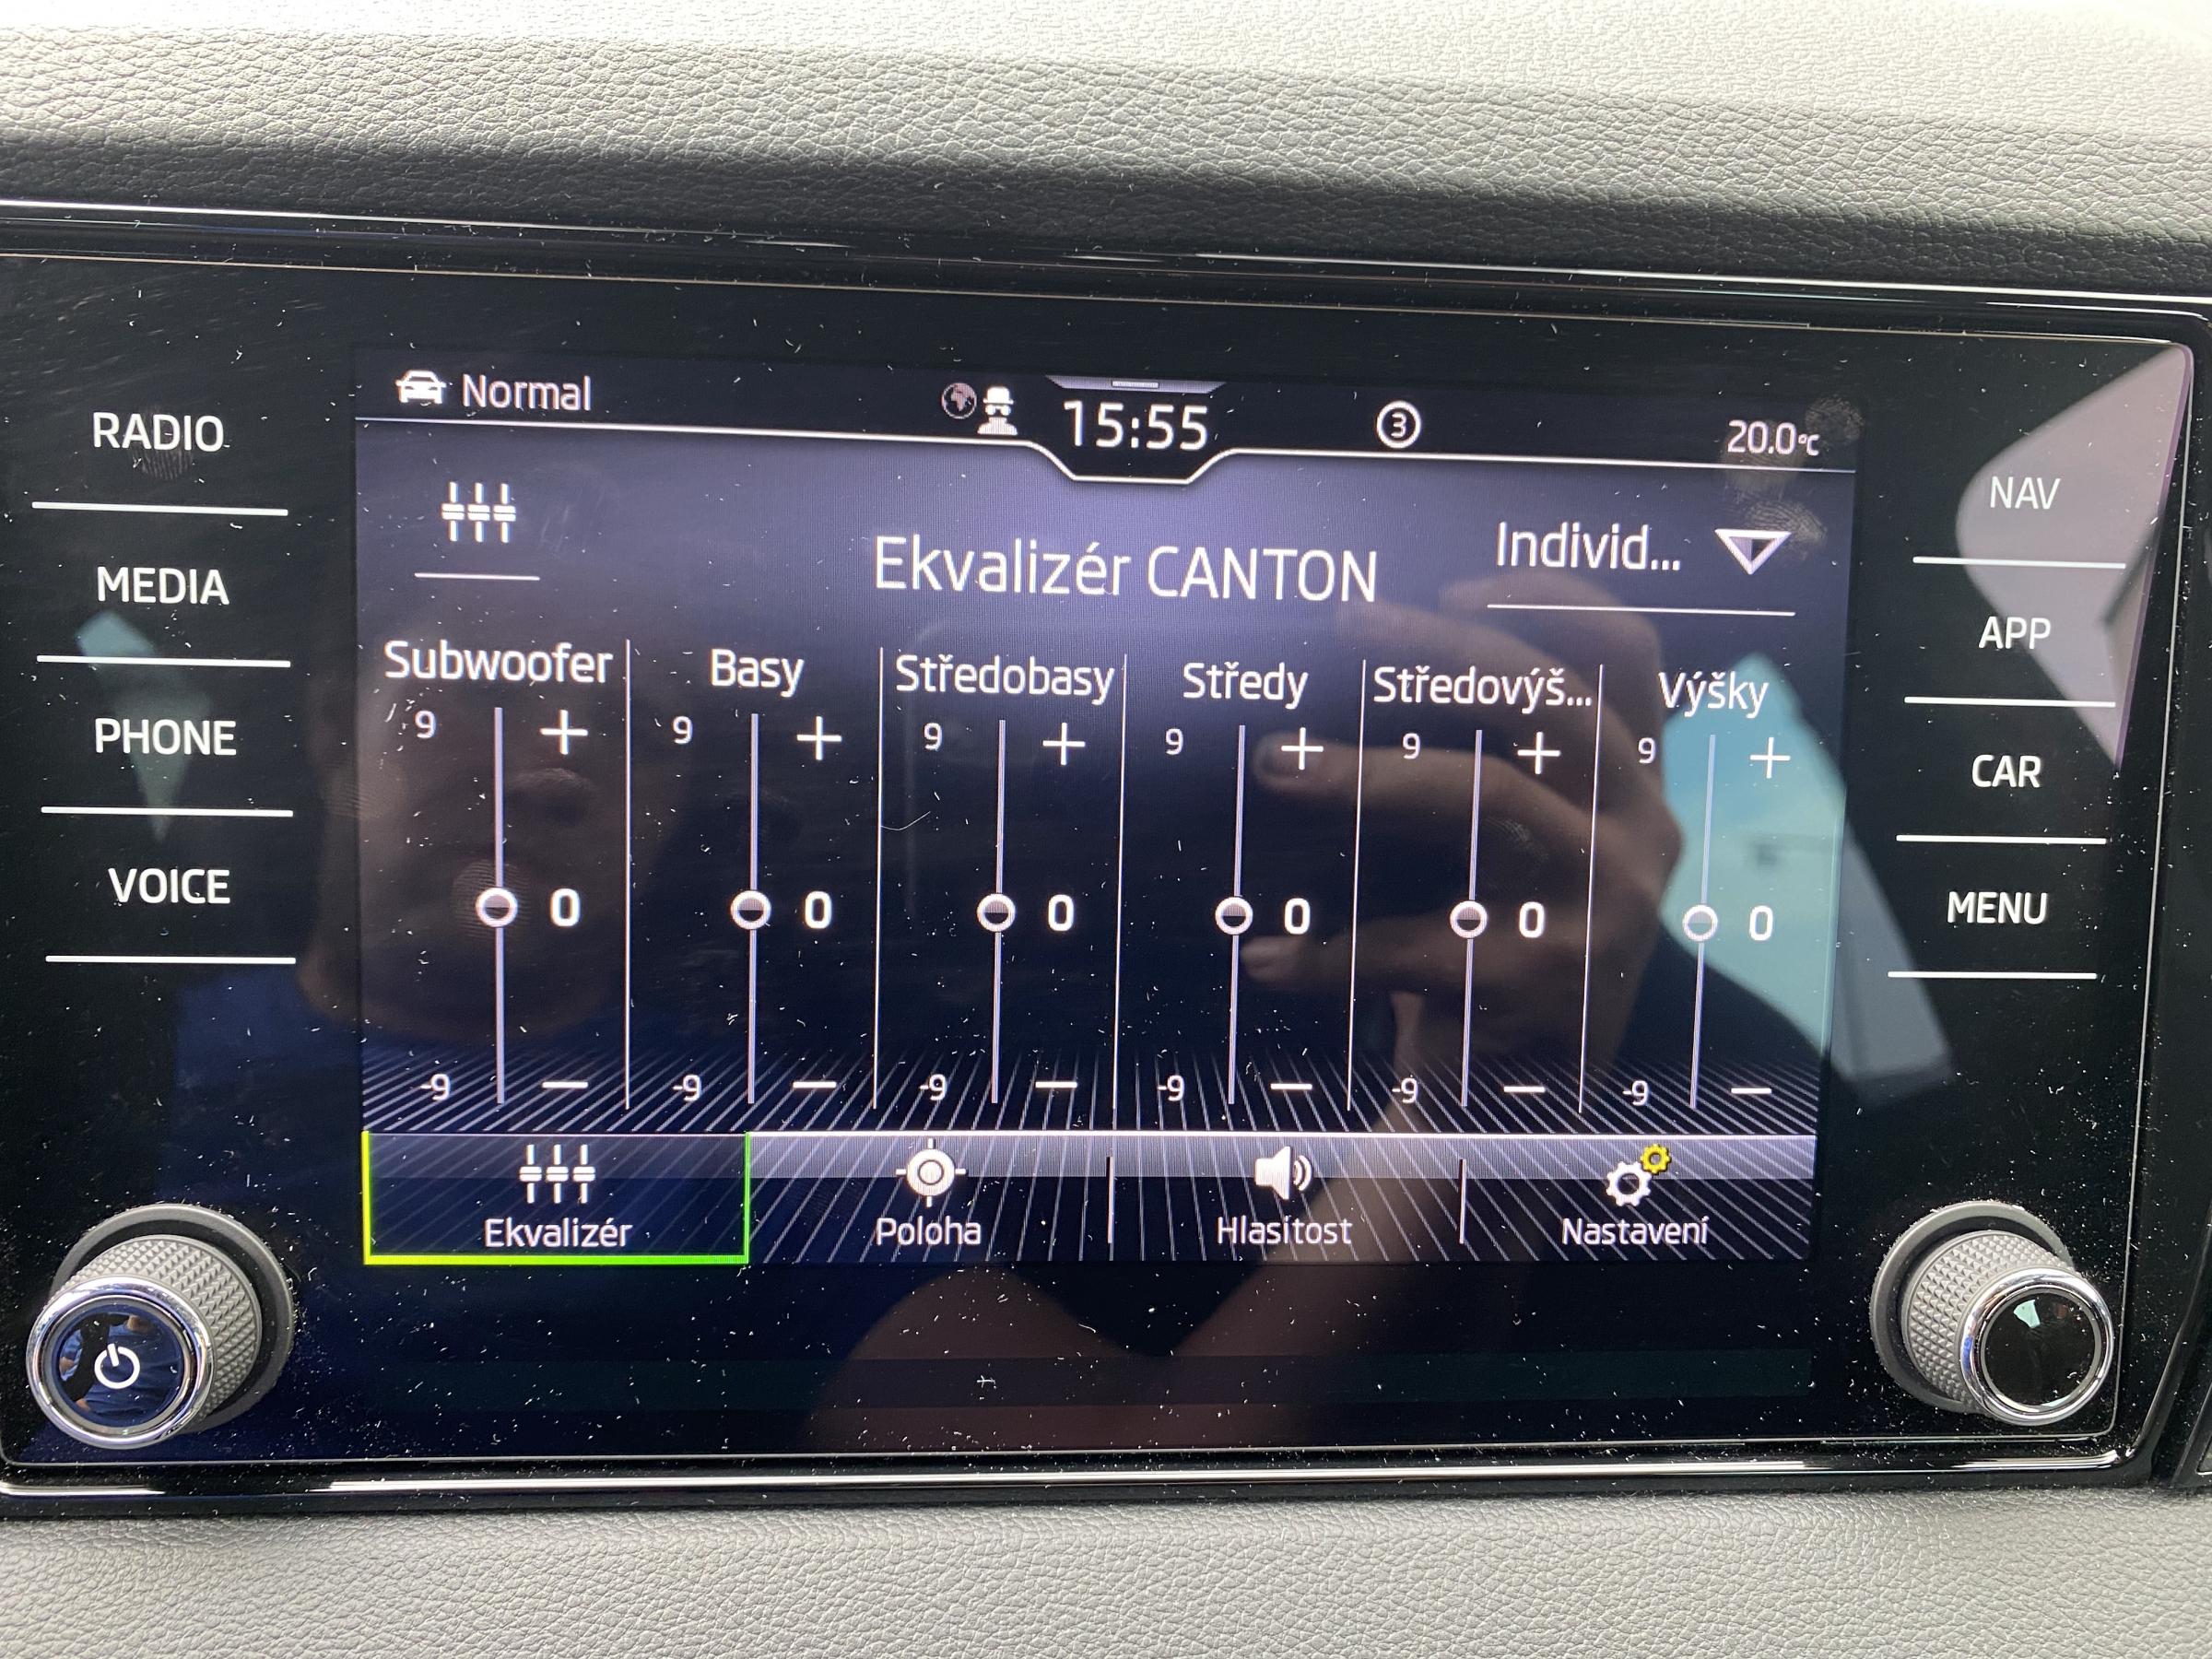 RADIO
MEDIA
PHONE
VOICE
Normal
15:55
3
20.0°C
Ekvalizér CANTON
Individ...
Subwoofer Basy Středobasy Středy Středovýš... Výšky
9 + 9 + 9 + 9 + 9 + 9 +
0 0 0 0 0 0
-9 — -9 — -9 — -9 — -9 — -9 —
Ekvalizér Poloha Hlasitost Nastavení
NAV
APP
CAR
MENU